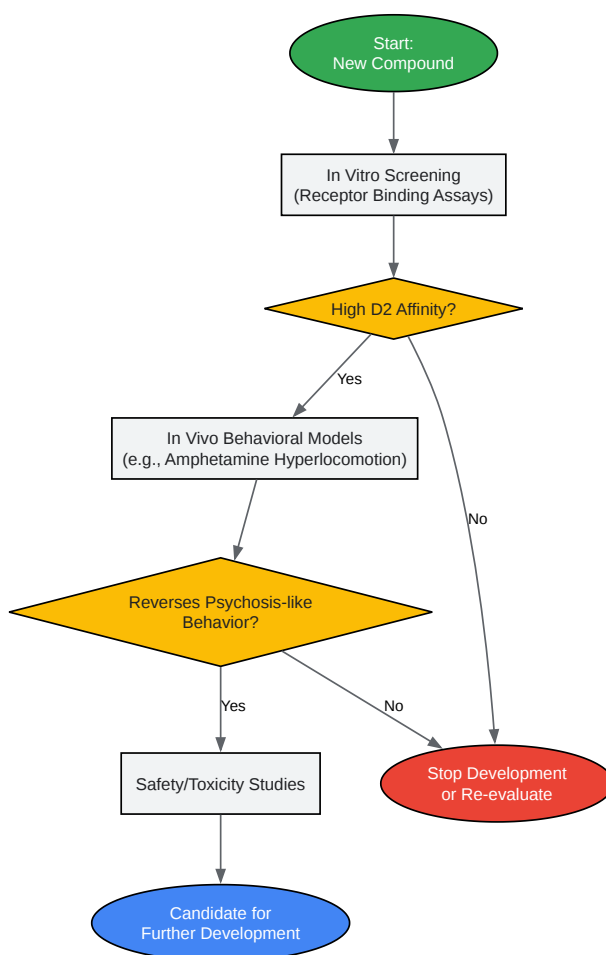 Start:
New Compound
In Vitro Screening
(Receptor Binding Assays)
High D2 Affinity?
Yes
In Vivo Behavioral Models
(e.g., Amphetamine Hyperlocomotion)
No
Reverses Psychosis-like
Behavior?
Yes
No
Safety/Toxicity Studies
Stop Development
or Re-evaluate
Candidate for
Further Development